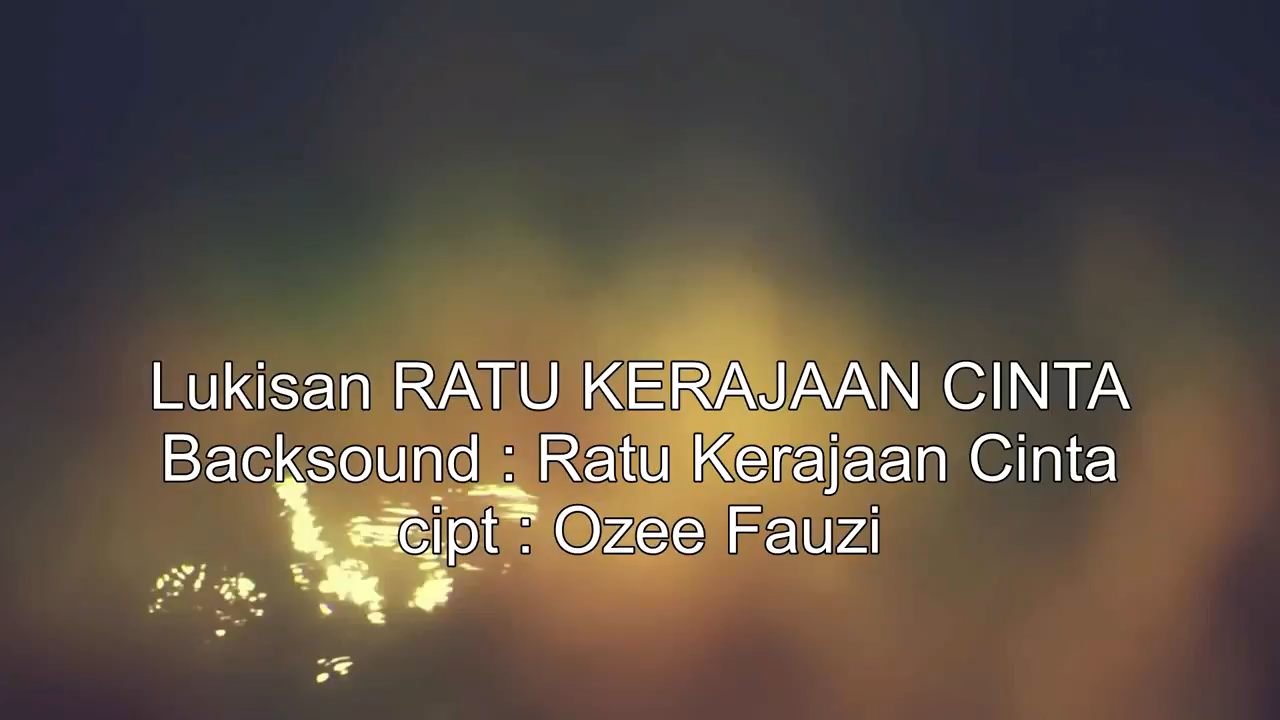 Lukisan RATU KERAJAAN CINTA
Backsound : Ratu Kerajaan Cinta
cipt : Ozee Fauzi